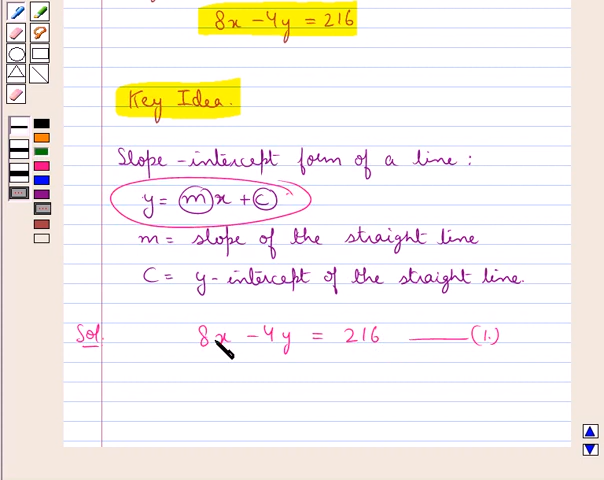 8x - 4y = 216
Key Idea.
Slope-intercept form of a line :
y = mx + c
m = slope of the straight line
C = y-intercept of the straight line.
Sol. 8x - 4y = 216 ——— (1.)